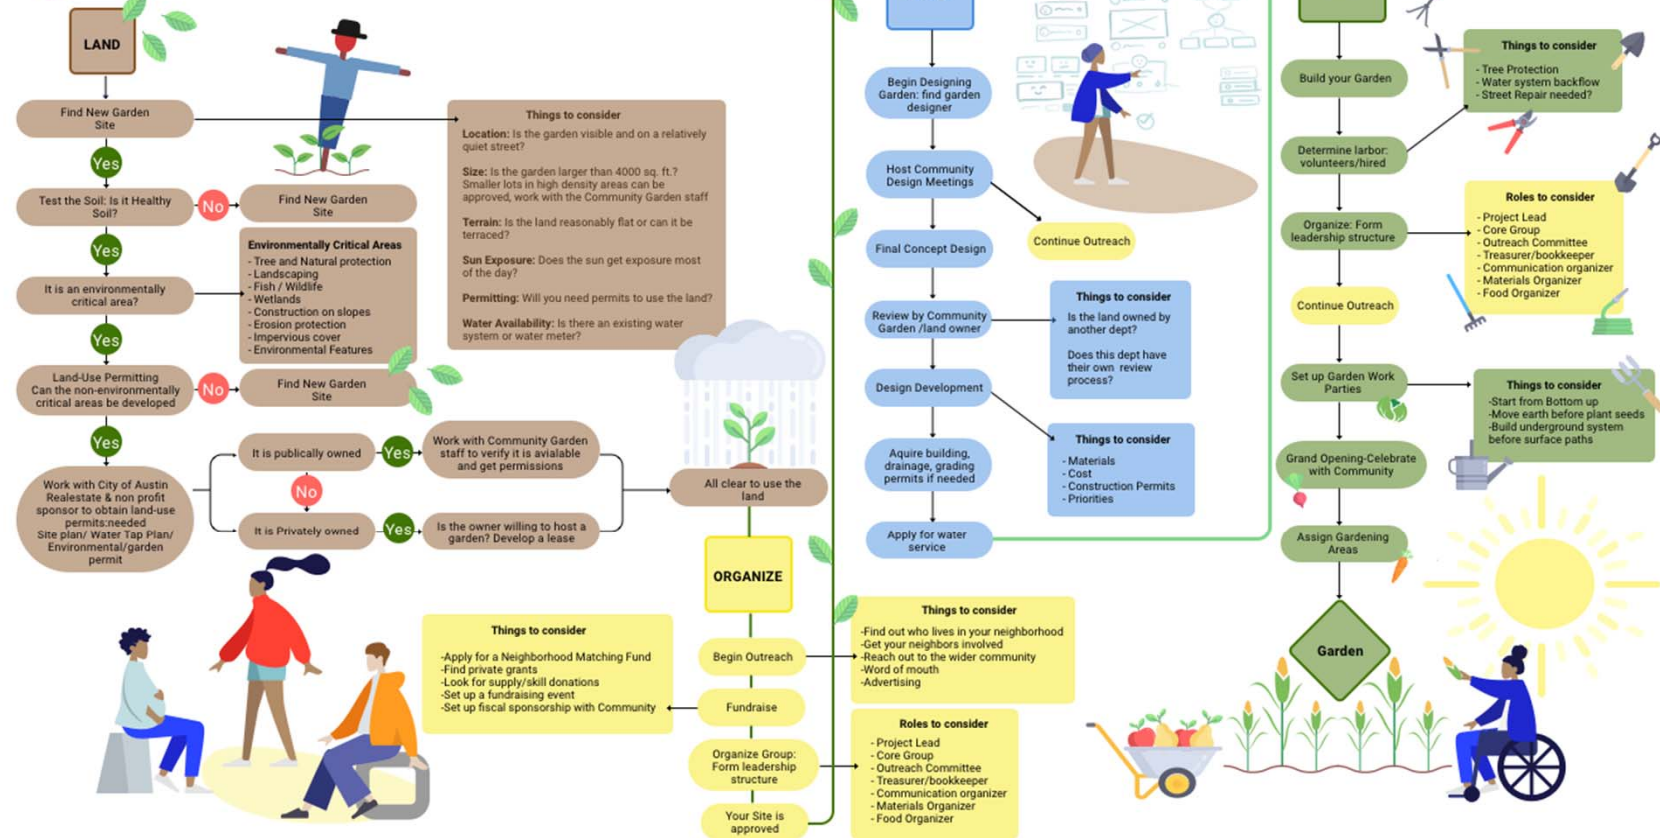 LAND
Find New Garden
Site
Yes
Test the Soil: Is it Healthy
Soil?
No
Find New Garden
Site
Yes
It is an environmentally
critical area?
Environmentally Critical Areas
- Tree and Natural protection
- Landscaping
- Fish / Wildlife
- Wetlands
- Construction on slopes
- Erosion protection
- Impervious cover
- Environmental Features
Yes
Land-Use Permitting
Can the non-environmentally
critical areas be developed
No
Find New Garden
Site
Yes
Work with City of Austin
Realestate & non profit
sponsor to obtain land-use
permits:needed
Site plan/ Water Tap Plan/
Environmental/garden
permit
It is publically owned
Yes
Work with Community Garden
staff to verify it is avialable
and get permissions
No
It is Privately owned
Yes
Is the owner willing to host a
garden? Develop a lease
Things to consider
Location: Is the garden visible and on a relatively
quiet street?
Size: Is the garden larger than 4000 sq. ft.?
Smaller lots in high density areas can be
approved, work with the Community Garden staff
Terrain: Is the land reasonably flat or can it be
terraced?
Sun Exposure: Does the sun get exposure most
of the day?
Permitting: Will you need permits to use the land?
Water Availability: Is there an existing water
system or water meter?
All clear to use the
land
ORGANIZE
Begin Outreach
Things to consider
-Find out who lives in your neighborhood
-Get your neighbors involved
-Reach out to the wider community
-Word of mouth
-Advertising
Fundraise
Things to consider
-Apply for a Neighborhood Matching Fund
-Find private grants
-Look for supply/skill donations
-Set up a fundraising event
-Set up fiscal sponsorship with Community
Organize Group:
Form leadership
structure
Roles to consider
- Project Lead
- Core Group
- Outreach Committee
- Treasurer/bookkeeper
- Communication organizer
- Materials Organizer
- Food Organizer
Your Site is
approved
Begin Designing
Garden: find garden
designer
Host Community
Design Meetings
Continue Outreach
Final Concept Design
Review by Community
Garden /land owner
Things to consider
Is the land owned by
another dept?
Does this dept have
their own review
process?
Design Development
Things to consider
- Materials
- Cost
- Construction Permits
- Priorities
Aquire building,
drainage, grading
permits if needed
Apply for water
service
Build your Garden
Determine larbor:
volunteers/hired
Things to consider
- Tree Protection
- Water system backflow
- Street Repair needed?
Organize: Form
leadership structure
Roles to consider
- Project Lead
- Core Group
- Outreach Committee
- Treasurer/bookkeeper
- Communication organizer
- Materials Organizer
- Food Organizer
Continue Outreach
Set up Garden Work
Parties
Things to consider
-Start from Bottom up
-Move earth before plant seeds
-Build underground system
before surface paths
Grand Opening-Celebrate
with Community
Assign Gardening
Areas
Garden